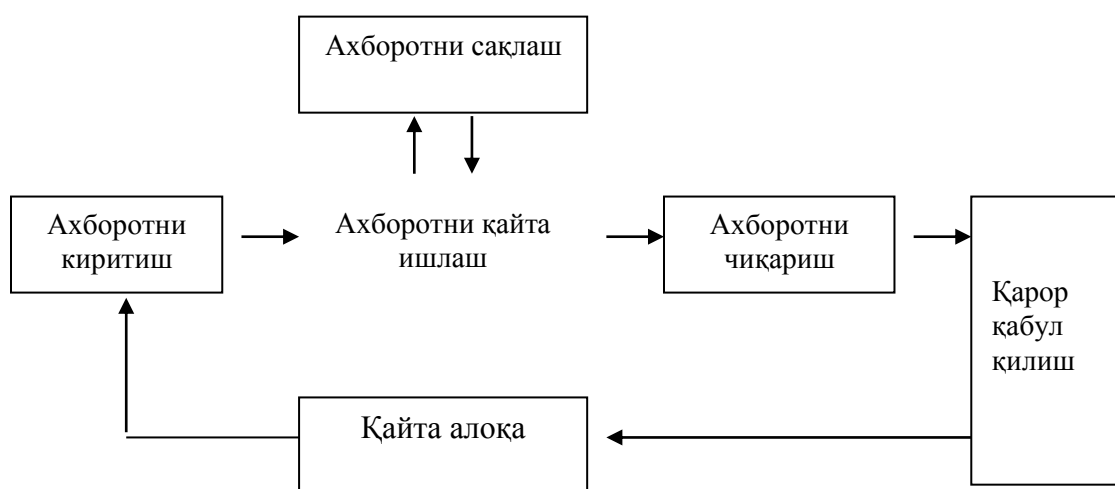 Ахборотни сақлаш
Ахборотни
киритиш
Ахборотни қайта
ишлаш
Ахборотни
чиқариш
Қарор
қабул
қилиш
Қайта алоқа